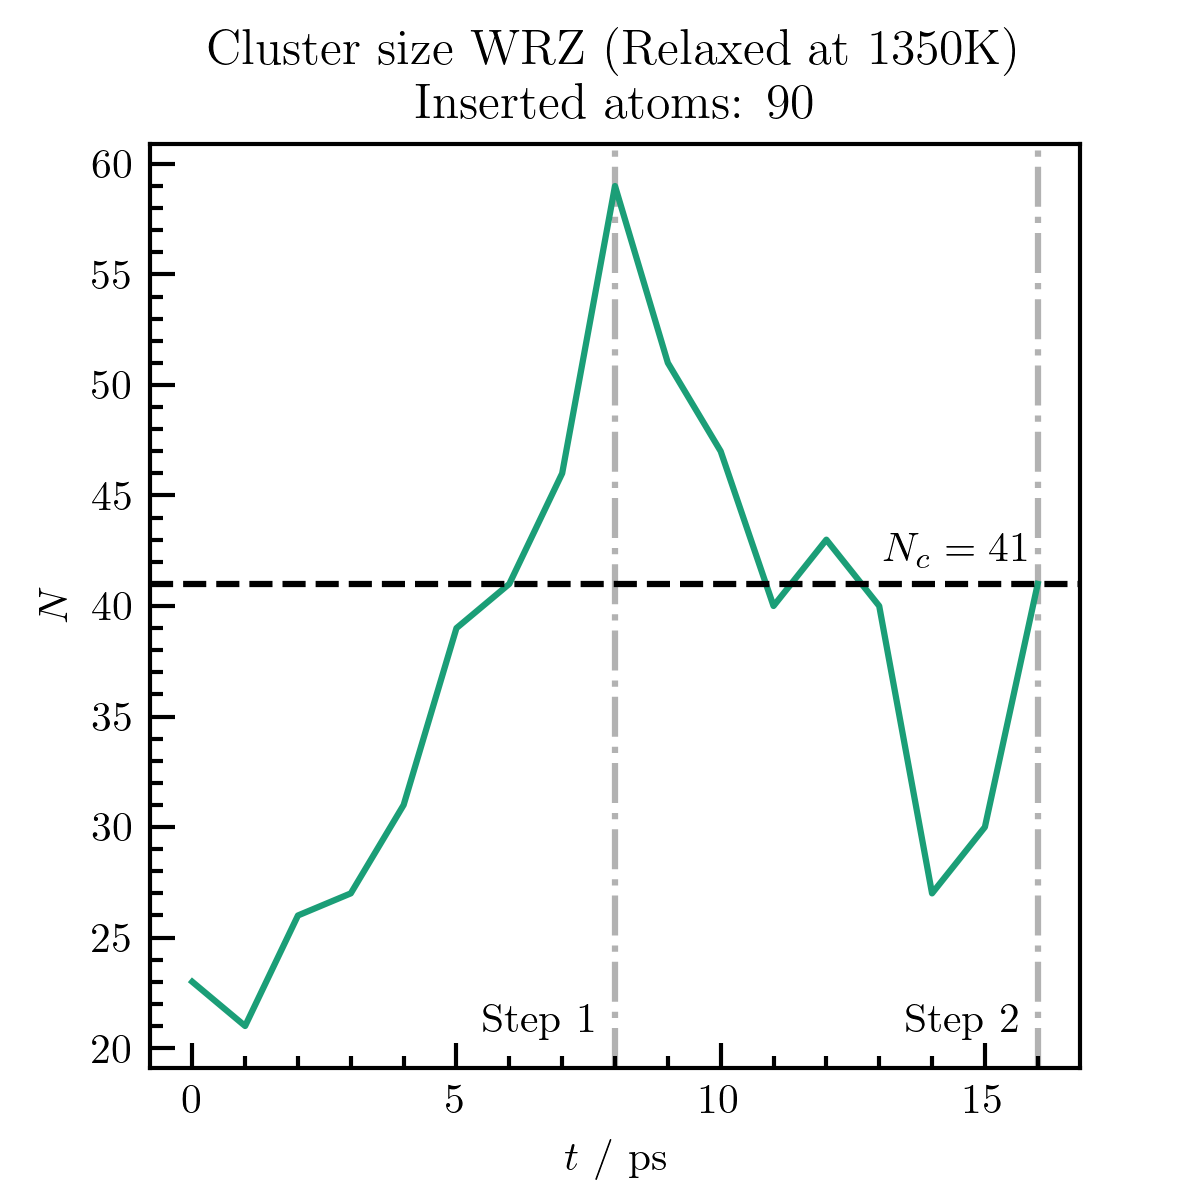 Cluster size WRZ (Relaxed at 1350K)
Inserted atoms: 90
60
55
50
45
40
35
30
25
20
N
N_c = 41
Step 1
Step 2
0
5
10
15
t / ps